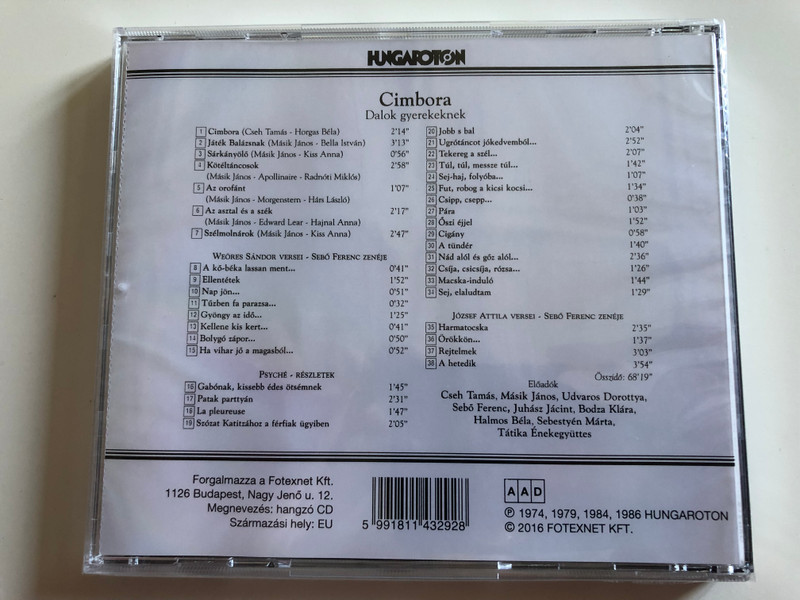 HUNGAROTON
Cimbora
Dalok gyerekeknek
1 Cimbora (Cseh Tamás - Horgas Béla) 2'14"
2 Játék Balázsnak (Másik János - Bella István) 3'13"
3 Sárkányölő (Másik János - Kiss Anna) 0'56"
4 Kötéltáncosok 2'58"
(Másik János - Apollinaire - Radnóti Miklós)
5 Az orofánt 1'07"
(Másik János - Morgenstern - Hárs László)
6 Az asztal és a szék 2'17"
(Másik János - Edward Lear - Hajnal Anna)
7 Szélmolnárok (Másik János - Kiss Anna) 2'47"
Weöres Sándor versei - Sebő Ferenc zenéje
8 A kő-béka lassan ment... 0'41"
9 Ellentétek 1'52"
10 Nap jön... 0'51"
11 Tűzben fa parazsa... 0'32"
12 Gyöngy az idő... 1'25"
13 Kellene kis kert... 0'41"
14 Bolygó zápor... 0'50"
15 Ha vihar jő a magasból... 0'52"
Psyché - részletek
16 Gabónak, kissebb édes ötsémnek 1'45"
17 Patak parttyán 2'31"
18 La pleureuse 1'47"
19 Szózat Katitzához a férfiak ügyiben 2'05"
20 Jobb s bal 2'04"
21 Ugrótáncot jókedvemből... 2'52"
22 Tekereg a szél... 2'07"
23 Túl, túl, messze túl... 1'42"
24 Sej-haj, folyóba... 1'07"
25 Fut, robog a kicsi kocsi... 1'34"
26 Csipp, csepp... 0'38"
27 Pára 1'03"
28 Őszi éjjel 1'52"
29 Cigány 0'58"
30 A tündér 1'40"
31 Nád alól és gőz alól... 2'36"
32 Csíja, csicsíja, rózsa... 1'26"
33 Macska-induló 1'44"
34 Sej, elaludtam 1'29"
József Attila versei - Sebő Ferenc zenéje
35 Harmatocska 2'35"
36 Örökkön... 1'37"
37 Rejtelmek 3'03"
38 A hetedik 3'54"
Összidő: 68'19"
Előadók
Cseh Tamás, Másik János, Udvaros Dorottya,
Sebő Ferenc, Juhász Jácint, Bodza Klára,
Halmos Béla, Sebestyén Márta,
Tátika Énekegyüttes
Forgalmazza a Fotexnet Kft.
1126 Budapest, Nagy Jenő u. 12.
Megnevezés: hangzó CD
Származási hely: EU
5 991811 432928
AAD
℗ 1974, 1979, 1984, 1986 HUNGAROTON
© 2016 FOTEXNET KFT.